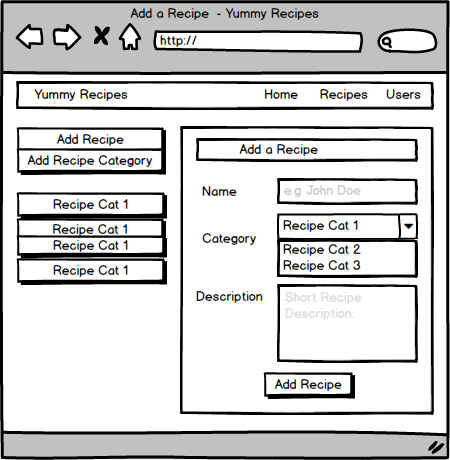 Add a Recipe - Yummy Recipes
http://
Yummy Recipes Home Recipes Users
Add Recipe
Add Recipe Category
Recipe Cat 1
Recipe Cat 1
Recipe Cat 1
Recipe Cat 1
Add a Recipe
Name e.g John Doe
Category Recipe Cat 1
Recipe Cat 2
Recipe Cat 3
Description Short Recipe
Description.
Add Recipe